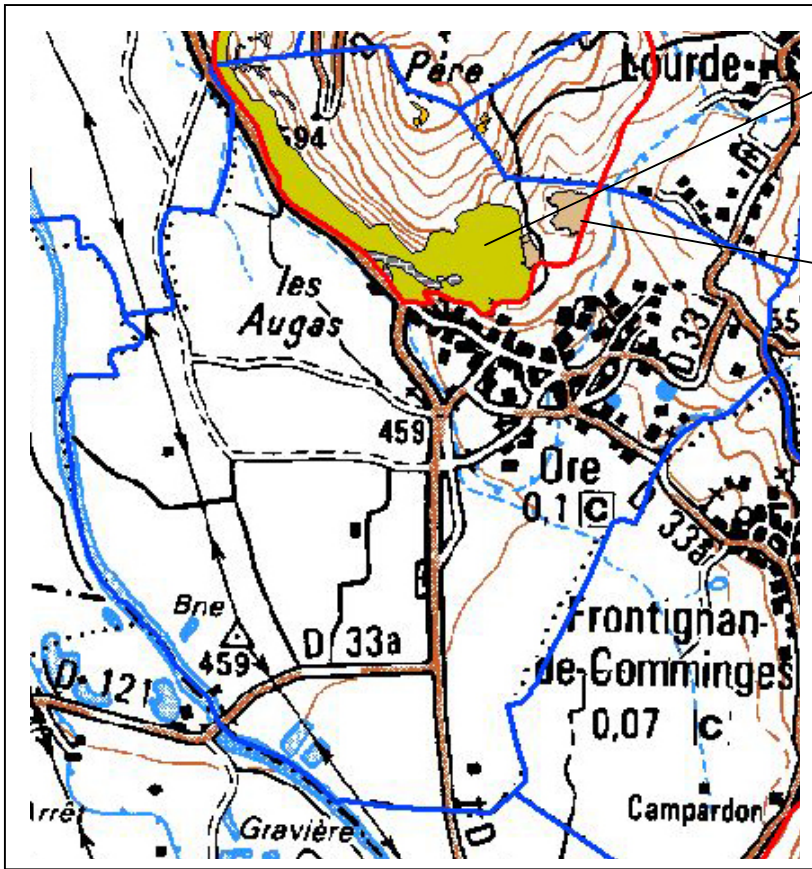 Père
Lourde
594
les
Augas
D 33
55
459
Ore
0,1 C
33a
Bne
459
D 33a
Frontignan-
de-Comminges
D 121
0,07 C
Campardon
Gravière
D